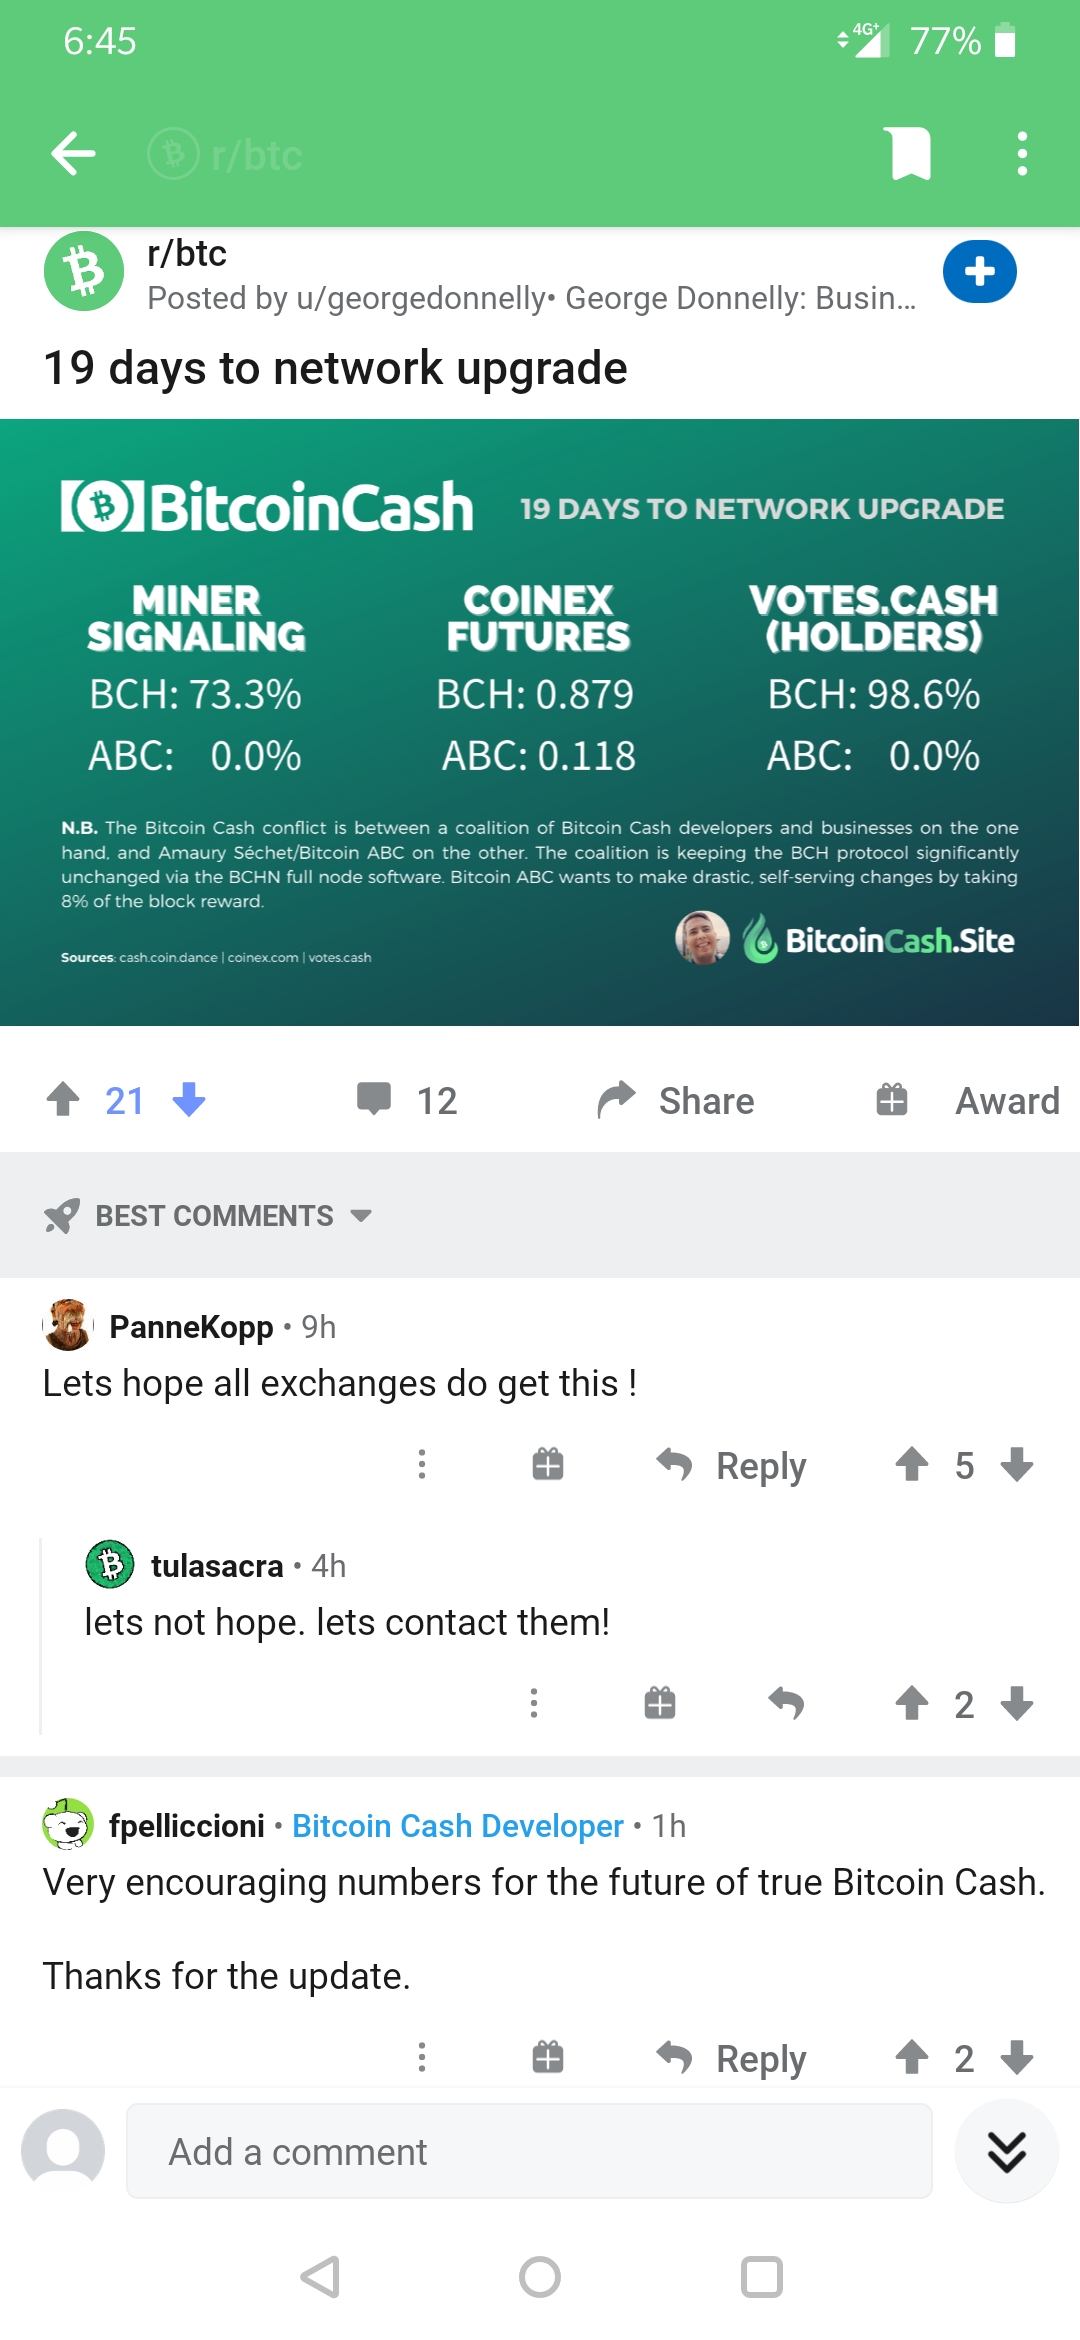 6:45
4G+ 77%
r/btc
r/btc
Posted by u/georgedonnelly• George Donnelly: Busin...
19 days to network upgrade
BitcoinCash 19 DAYS TO NETWORK UPGRADE
MINER SIGNALING
BCH: 73.3%
ABC: 0.0%
COINEX FUTURES
BCH: 0.879
ABC: 0.118
VOTES.CASH (HOLDERS)
BCH: 98.6%
ABC: 0.0%
N.B. The Bitcoin Cash conflict is between a coalition of Bitcoin Cash developers and businesses on the one
hand, and Amaury Séchet/Bitcoin ABC on the other. The coalition is keeping the BCH protocol significantly
unchanged via the BCHN full node software. Bitcoin ABC wants to make drastic, self-serving changes by taking
8% of the block reward.
BitcoinCash.Site
Sources: cash.coin.dance | coinex.com | votes.cash
21 12 Share Award
BEST COMMENTS
PanneKopp • 9h
Lets hope all exchanges do get this !
Reply 5
tulasacra • 4h
lets not hope. lets contact them!
2
fpelliccioni • Bitcoin Cash Developer • 1h
Very encouraging numbers for the future of true Bitcoin Cash.
Thanks for the update.
Reply 2
Add a comment